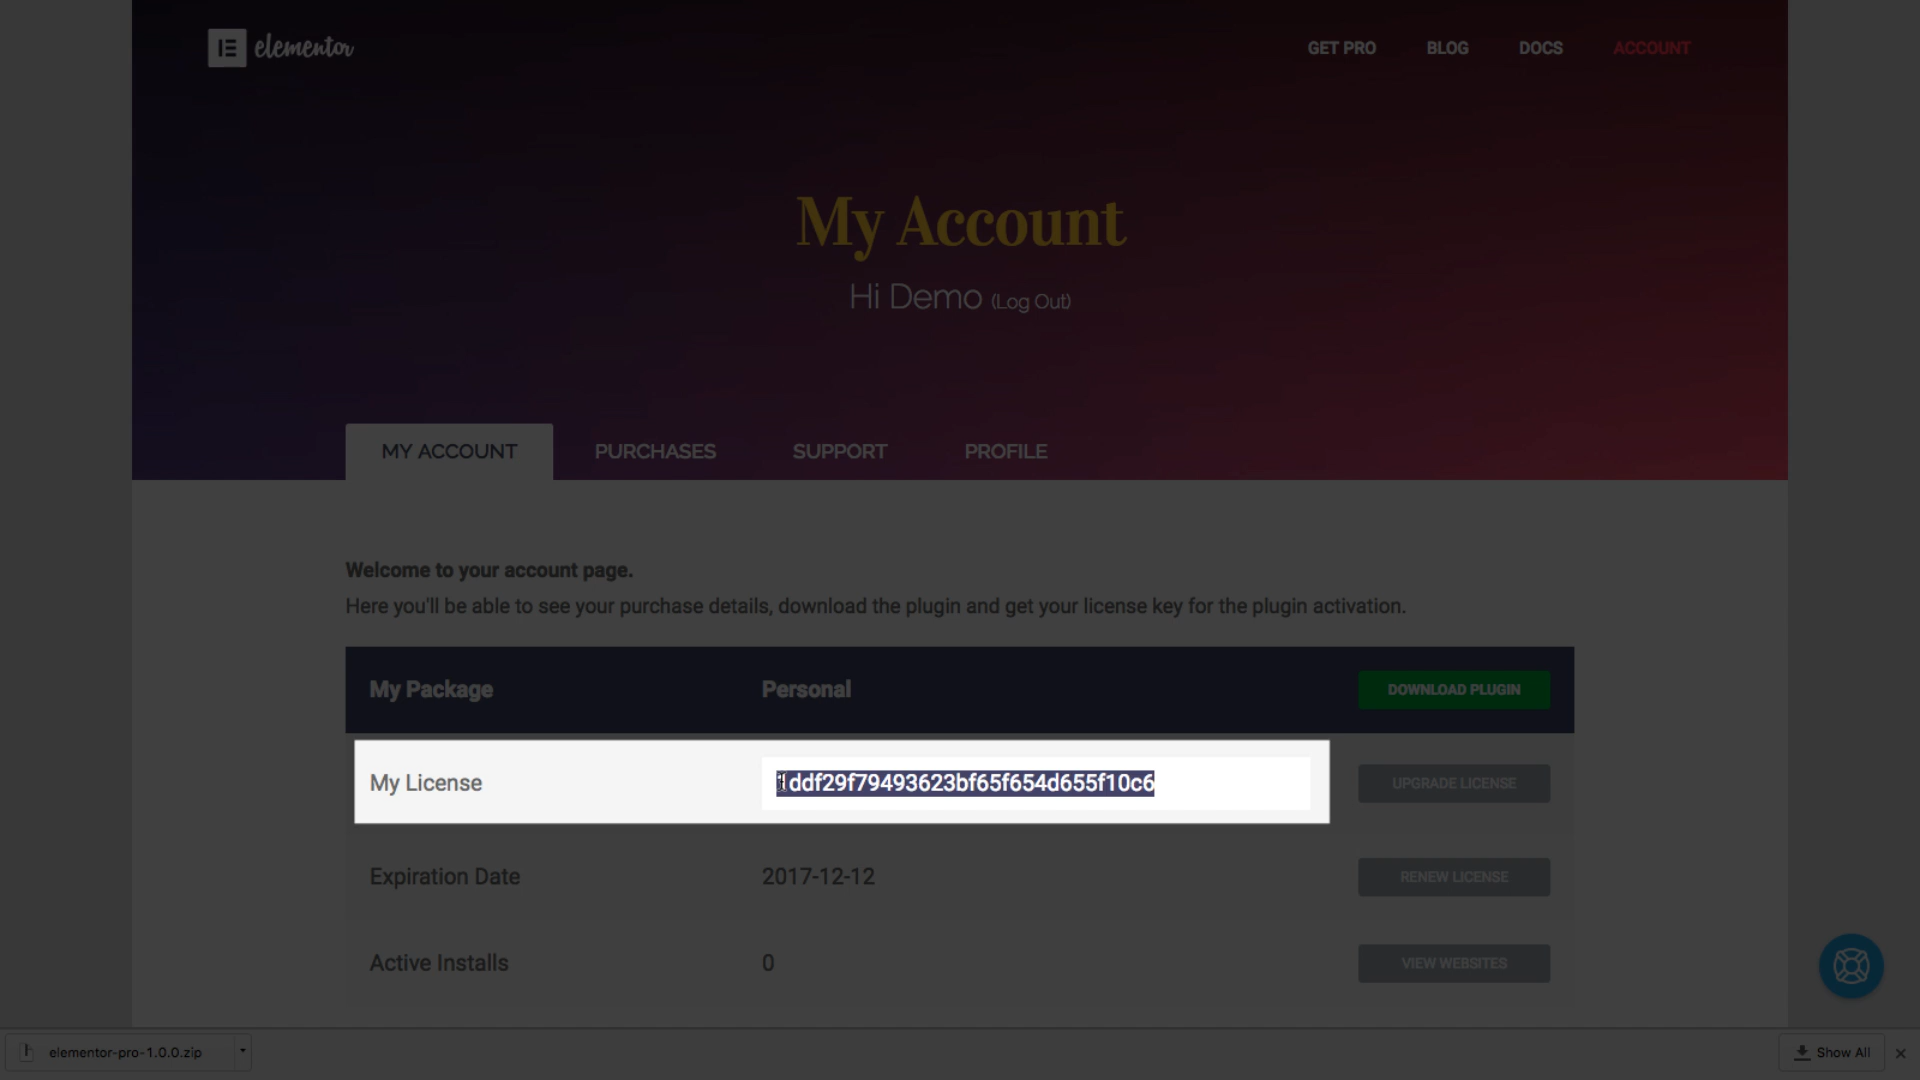 elementor
GET PRO
BLOG
DOCS
ACCOUNT
My Account
Hi Demo (Log Out)
MY ACCOUNT
PURCHASES
SUPPORT
PROFILE
Welcome to your account page.
Here you'll be able to see your purchase details, download the plugin and get your license key for the plugin activation.
My Package
Personal
DOWNLOAD PLUGIN
My License
1ddf29f79493623bf65f654d655f10c6
UPGRADE LICENSE
Expiration Date
2017-12-12
RENEW LICENSE
Active Installs
0
VIEW WEBSITES
elementor-pro-1.0.0.zip
Show All